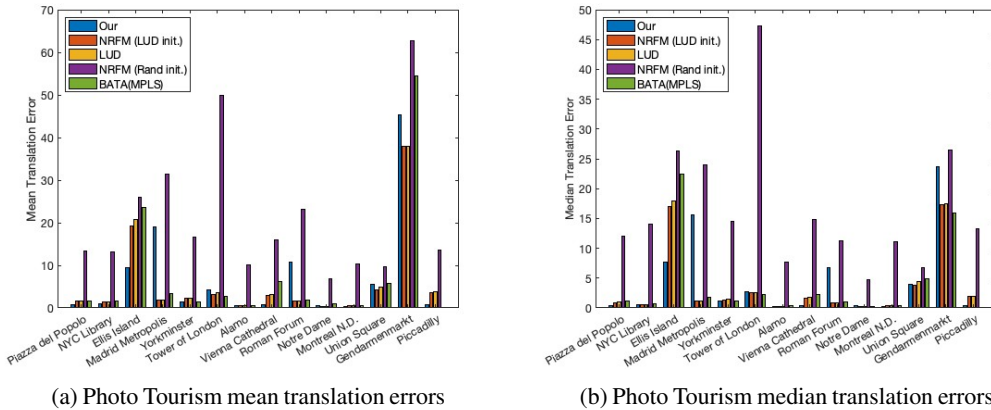 70
60
50
40
30
20
10
0
Mean Translation Error
Our
NRFM (LUD init.)
LUD
NRFM (Rand init.)
BATA(MPLS)
Piazza del Popolo
NYC Library
Ellis Island
Madrid Metropolis
Yorkminster
Tower of London
Alamo
Vienna Cathedral
Roman Forum
Notre Dame
Montreal N.D.
Union Square
Gendarmenmarkt
Piccadilly
(a) Photo Tourism mean translation errors
50
45
40
35
30
25
20
15
10
5
0
Median Translation Error
Our
NRFM (LUD init.)
LUD
NRFM (Rand init.)
BATA(MPLS)
Piazza del Popolo
NYC Library
Ellis Island
Madrid Metropolis
Yorkminster
Tower of London
Alamo
Vienna Cathedral
Roman Forum
Notre Dame
Montreal N.D.
Union Square
Gendarmenmarkt
Piccadilly
(b) Photo Tourism median translation errors